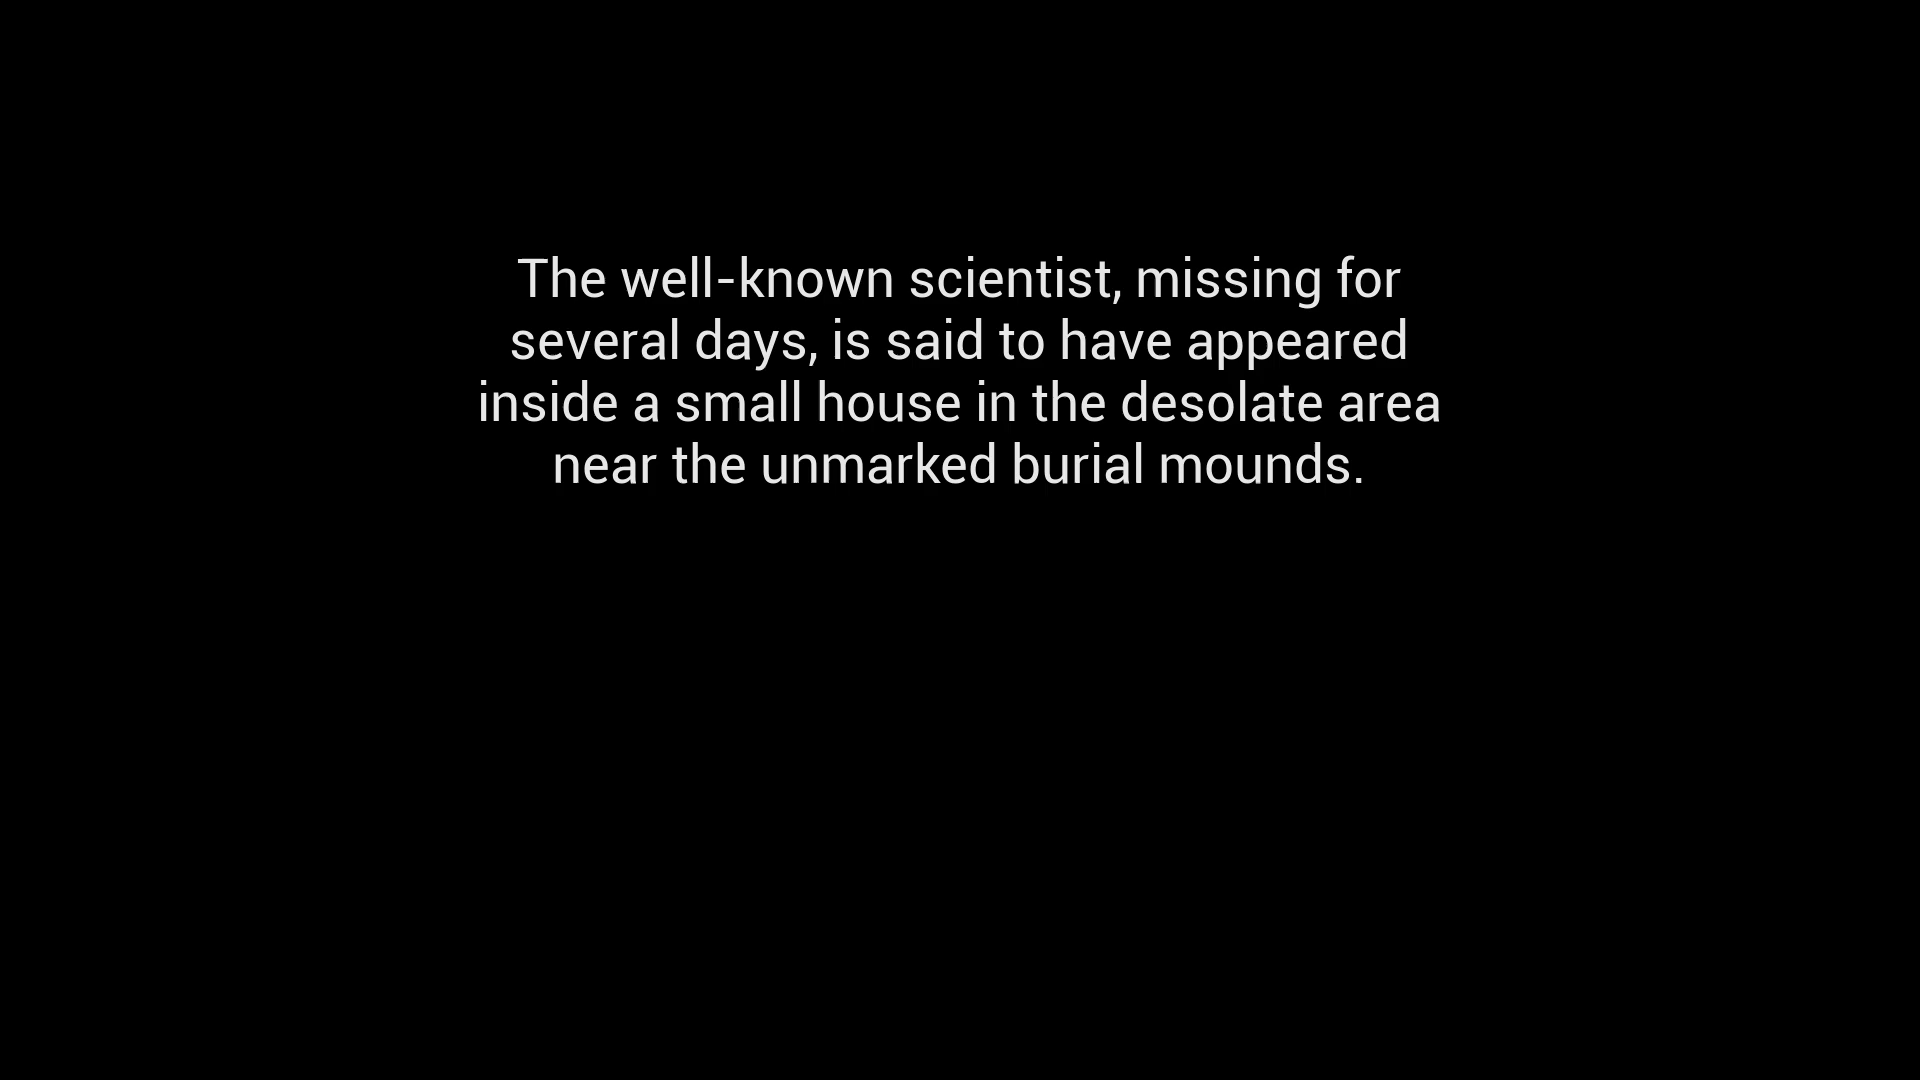 The well-known scientist, missing for
several days, is said to have appeared
inside a small house in the desolate area
near the unmarked burial mounds.